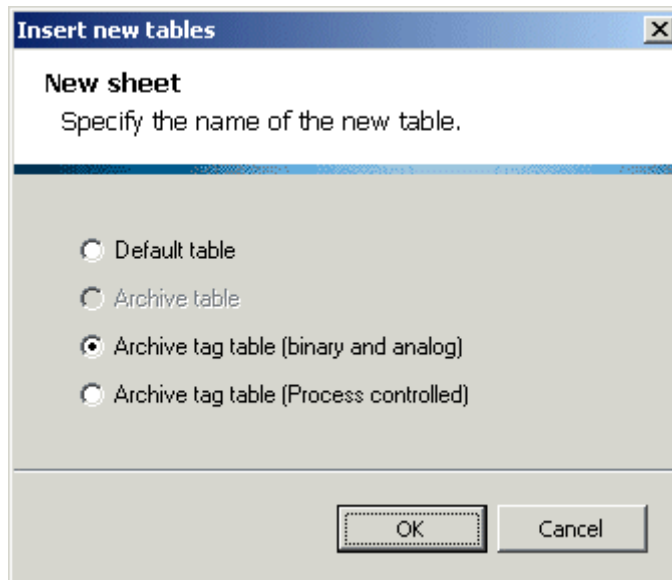 Insert new tables
New sheet
Specify the name of the new table.
Default table
Archive table
Archive tag table (binary and analog)
Archive tag table (Process controlled)
OK
Cancel